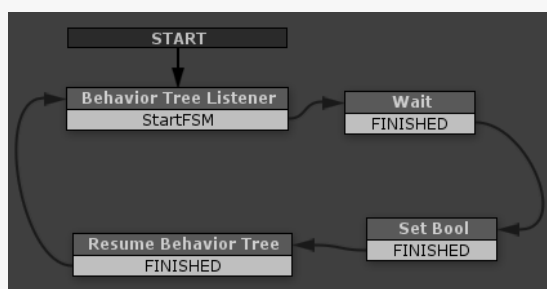 START
Behavior Tree Listener
StartFSM
Wait
FINISHED
Set Bool
FINISHED
Resume Behavior Tree
FINISHED